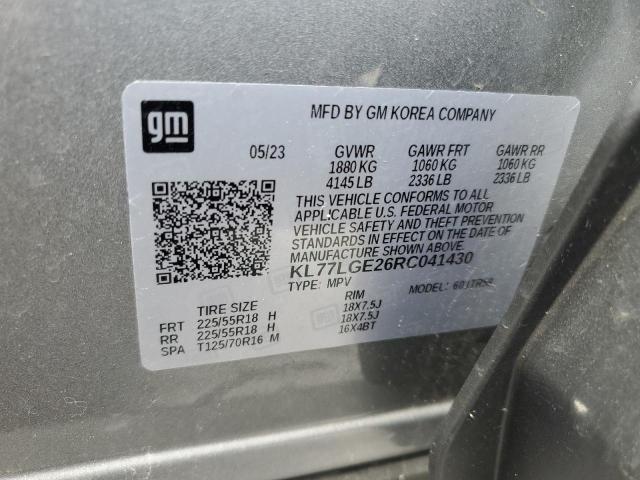 gm
MFD BY GM KOREA COMPANY
05/23 GVWR GAWR FRT GAWR RR
1880 KG 1060 KG 1060 KG
4145 LB 2336 LB 2336 LB
THIS VEHICLE CONFORMS TO ALL
APPLICABLE U.S. FEDERAL MOTOR
VEHICLE SAFETY AND THEFT PREVENTION
STANDARDS IN EFFECT ON THE DATE OF
MANUFACTURE SHOWN ABOVE.
KL77LGE26RC041430
TYPE: MPV MODEL:
TIRE SIZE RIM
FRT 225/55R18 H 18X7.5J
RR 225/55R18 H 18X7.5J
SPA T125/70R16 M 16X4BT